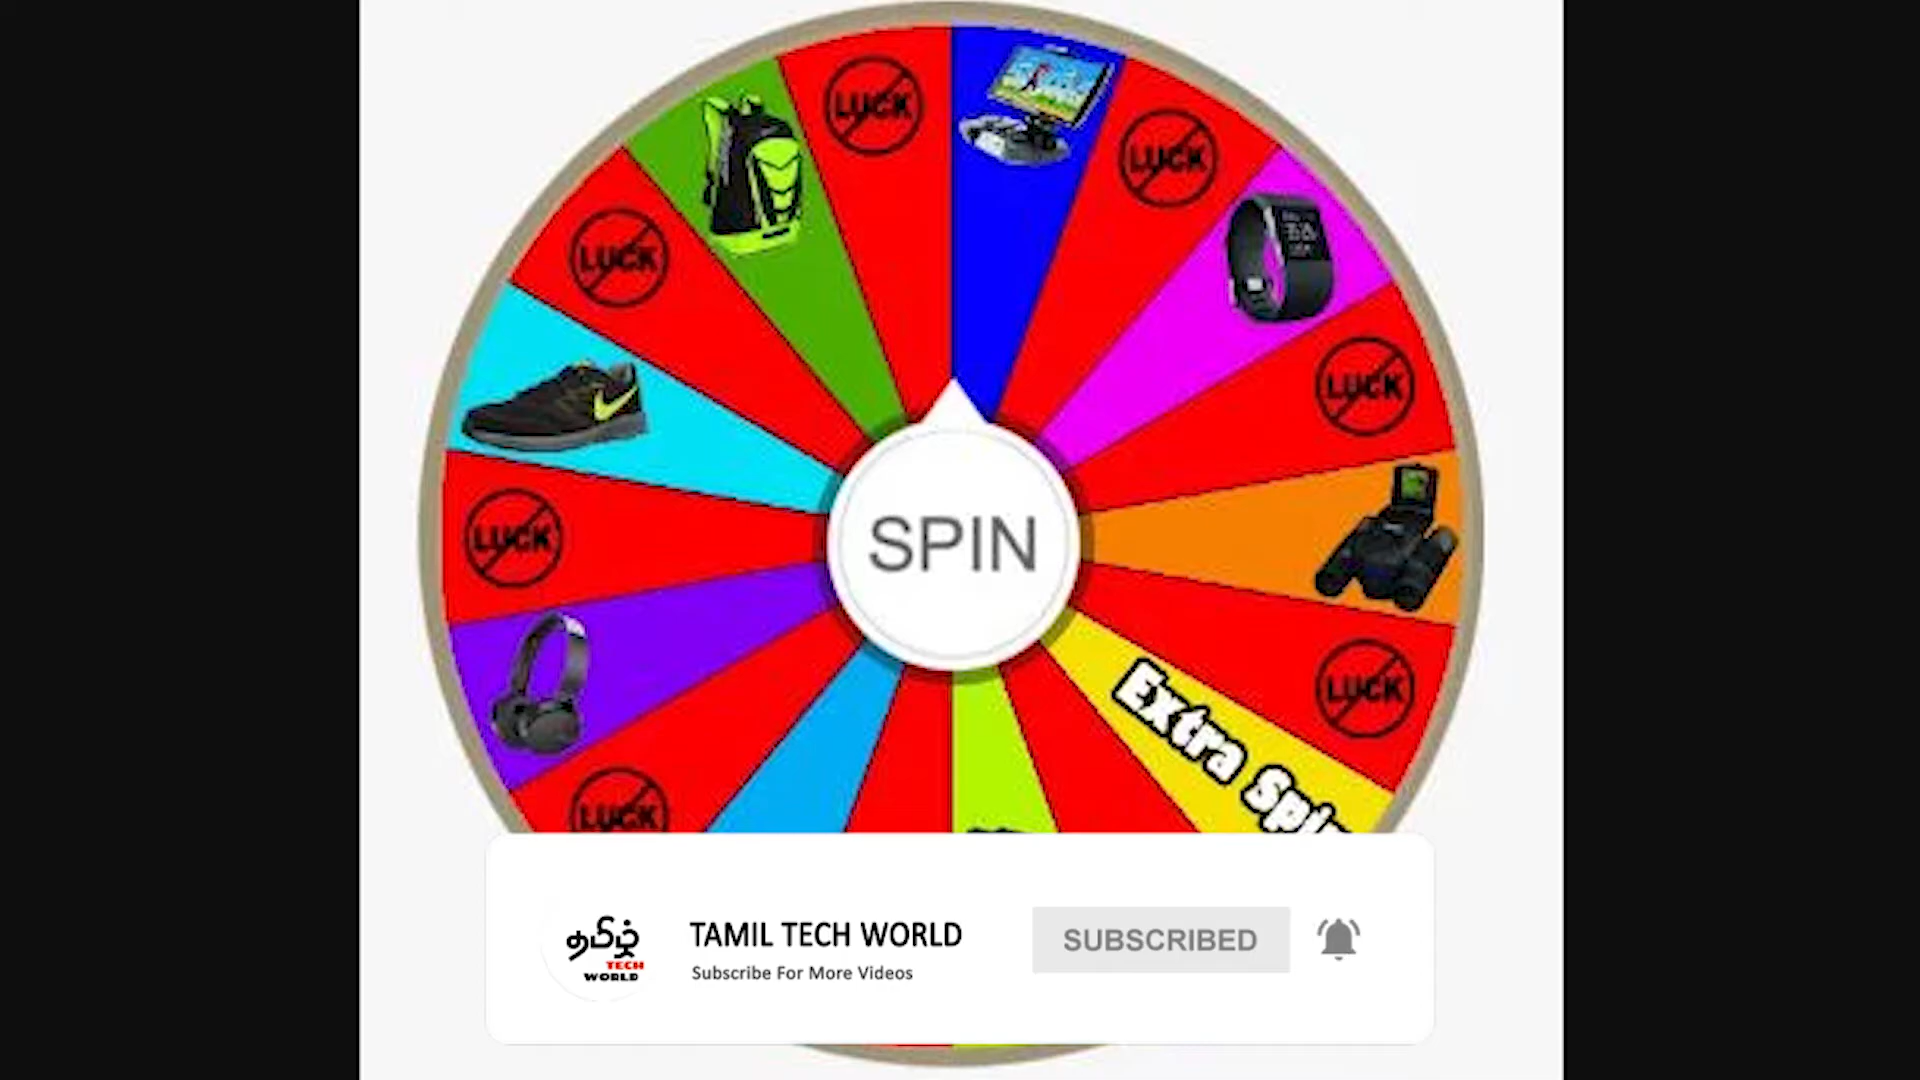 LUCK
LUCK
LUCK
LUCK
LUCK
SPIN
LUCK
LUCK
Extra Spin
LUCK
தமிழ்
TECH
WORLD
TAMIL TECH WORLD
Subscribe For More Videos
SUBSCRIBED